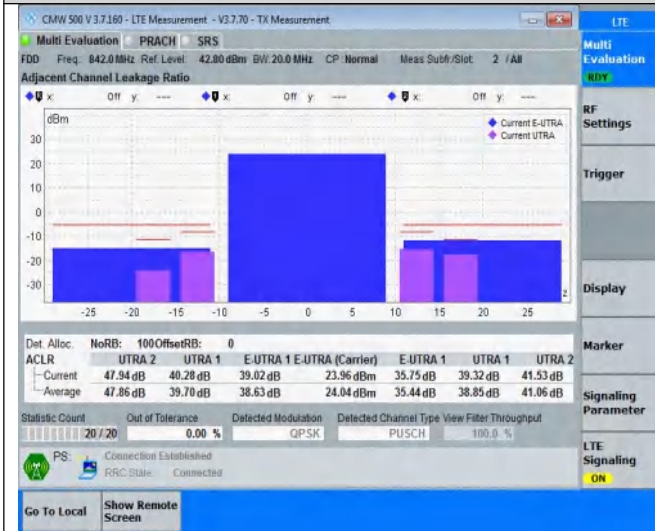 CMW 500 V 3.7.160 - LTE Measurement - V3.7.70 - TX Measurement
LTE
Multi Evaluation PRACH SRS
Multi Evaluation
RDY
FDD Freq.: 842.0 MHz Ref. Level: 42.80 dBm BW: 20.0 MHz CP: Normal Meas Subfr./Slot: 2 / All
Adjacent Channel Leakage Ratio
x: Off y: --- x: Off y: --- x: Off y: ---
dBm
Current E-UTRA
Current UTRA
30
20
10
0
-10
-20
-30
-25 -20 -15 -10 -5 0 5 10 15 20 25
RF Settings
Trigger
Display
Marker
Signaling Parameter
LTE Signaling
ON
Det. Alloc. NoRB: 100 OffsetRB: 0
ACLR UTRA 2 UTRA 1 E-UTRA 1 E-UTRA (Carrier) E-UTRA 1 UTRA 1 UTRA 2
Current 47.94 dB 40.28 dB 39.02 dB 23.96 dBm 35.75 dB 39.32 dB 41.53 dB
Average 47.86 dB 39.70 dB 38.63 dB 24.04 dBm 35.44 dB 38.85 dB 41.06 dB
Statistic Count Out of Tolerance Detected Modulation Detected Channel Type View Filter Throughput
20 / 20 0.00 % QPSK PUSCH 100.0 %
PS: Connection Established
RRC State: Connected
Go To Local
Show Remote Screen